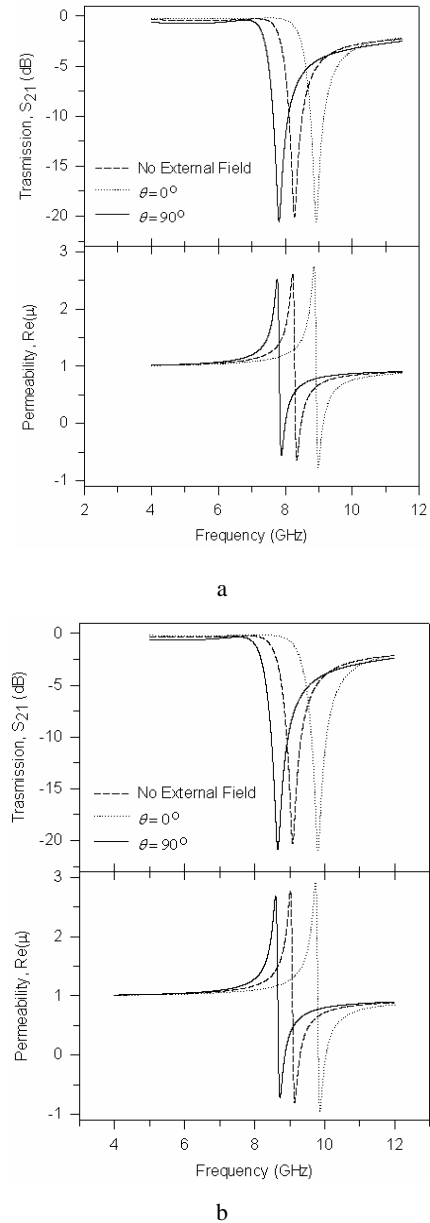 0
-5
-10
-15
-20
Trasmission, S21 (dB)
No External Field
θ=0°
θ=90°
3
2
1
0
-1
Permeability, Re(μ)
2 4 6 8 10 12
Frequency (GHz)
a
0
-5
-10
-15
-20
Trasmission, S21 (dB)
No External Field
θ=0°
θ=90°
3
2
1
0
-1
Permeability, Re(μ)
4 6 8 10 12
Frequency (GHz)
b